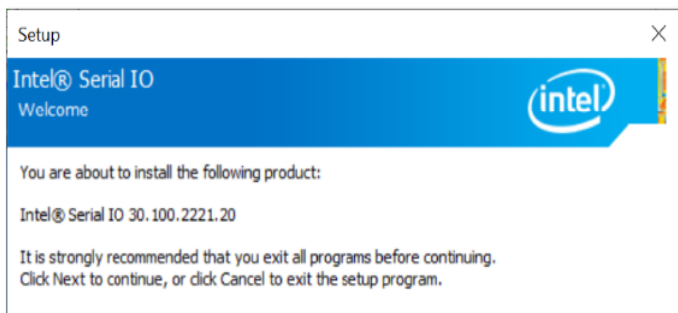 Setup
Intel® Serial IO
Welcome
intel
You are about to install the following product:
Intel® Serial IO 30.100.2221.20
It is strongly recommended that you exit all programs before continuing.
Click Next to continue, or click Cancel to exit the setup program.